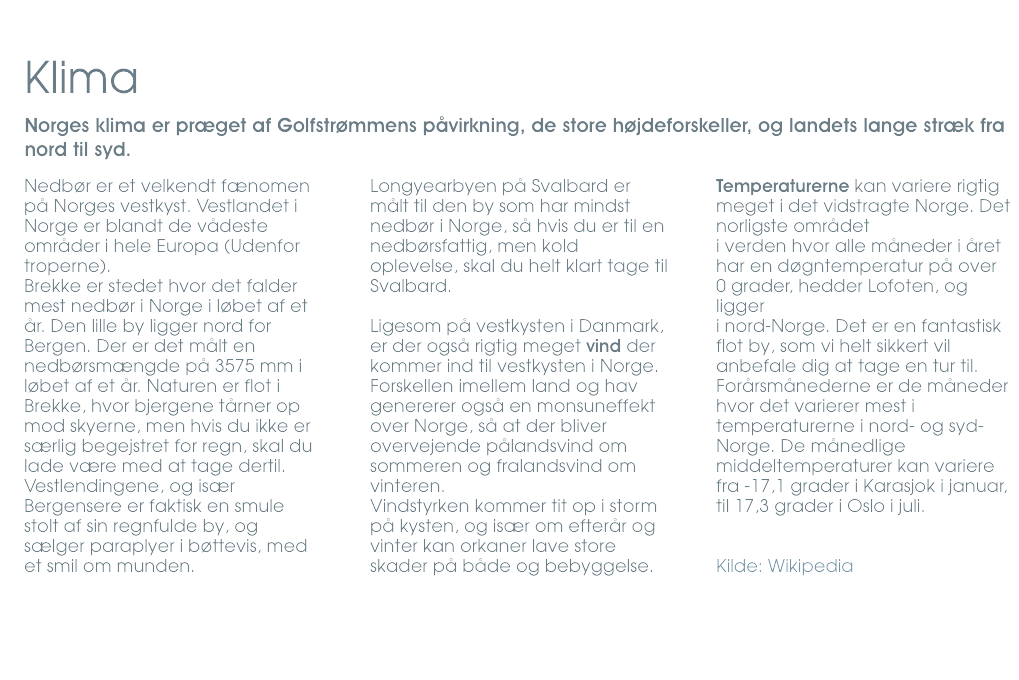 Klima
Norges klima er præget af Golfstrømmens påvirkning, de store højdeforskeller, og landets lange stræk fra
nord til syd.
Nedbør er et velkendt fænomen
på Norges vestkyst. Vestlandet i
Norge er blandt de vådeste
områder i hele Europa (Udenfor
troperne).
Brekke er stedet hvor det falder
mest nedbør i Norge i løbet af et
år. Den lille by ligger nord for
Bergen. Der er det målt en
nedbørsmængde på 3575 mm i
løbet af et år. Naturen er flot i
Brekke, hvor bjergene tårner op
mod skyerne, men hvis du ikke er
særlig begejstret for regn, skal du
lade være med at tage dertil.
Vestlendingene, og især
Bergensere er faktisk en smule
stolt af sin regnfulde by, og
sælger paraplyer i bøttevis, med
et smil om munden.
Longyearbyen på Svalbard er
målt til den by som har mindst
nedbør i Norge, så hvis du er til en
nedbørsfattig, men kold
oplevelse, skal du helt klart tage til
Svalbard.
Ligesom på vestkysten i Danmark,
er der også rigtig meget vind der
kommer ind til vestkysten i Norge.
Forskellen imellem land og hav
genererer også en monsuneffekt
over Norge, så at der bliver
overvejende pålandsvind om
sommeren og fralandsvind om
vinteren.
Vindstyrken kommer tit op i storm
på kysten, og især om efterår og
vinter kan orkaner lave store
skader på både og bebyggelse.
Temperaturerne kan variere rigtig
meget i det vidstragte Norge. Det
norligste området
i verden hvor alle måneder i året
har en døgntemperatur på over
0 grader, hedder Lofoten, og
ligger
i nord-Norge. Det er en fantastisk
flot by, som vi helt sikkert vil
anbefale dig at tage en tur til.
Forårsmånederne er de måneder
hvor det varierer mest i
temperaturerne i nord- og syd-
Norge. De månedlige
middeltemperaturer kan variere
fra -17,1 grader i Karasjok i januar,
til 17,3 grader i Oslo i juli.
Kilde: Wikipedia